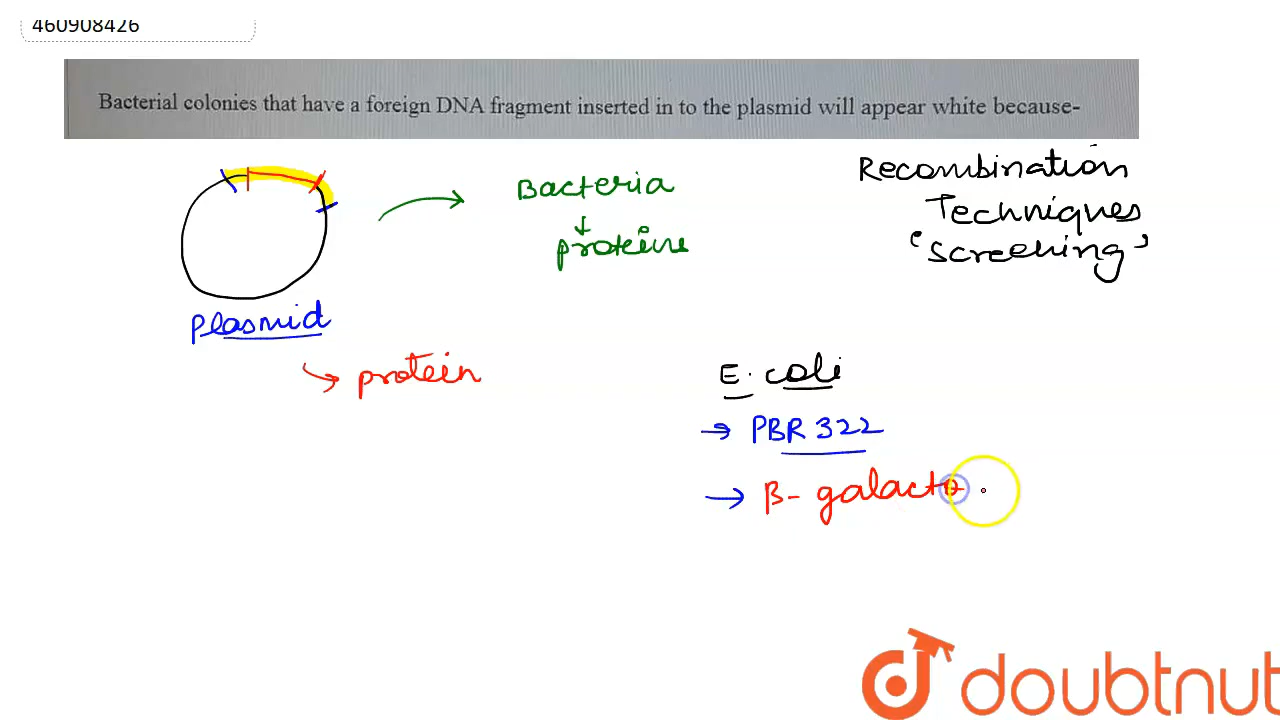 460908426
Bacterial colonies that have a foreign DNA fragment inserted in to the plasmid will appear white because-
Recombination
Techniques
'Screening'
Bacteria
proteins
Plasmid
protein
E. coli
PBR 322
β- galacto
doubtnut